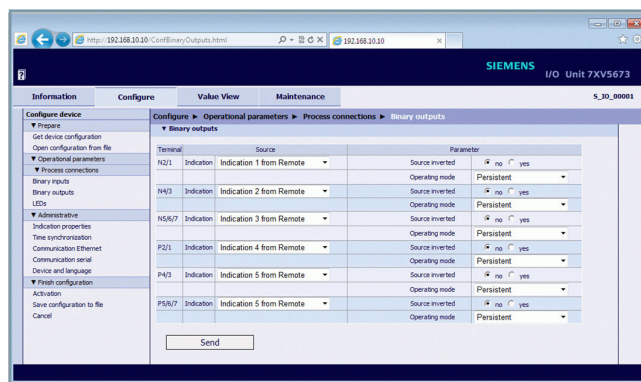 http://192.168.10.10/ConfBinaryOutputs.html
192.168.10.10
SIEMENS
I/O Unit 7XV5673
Information Configure Value View Maintenance S_IO_00001
Configure device
▼ Prepare
Get device configuration
Open configuration from file
▼ Operational parameters
▼ Process connections
Binary inputs
Binary outputs
LEDs
▼ Administrative
Indication properties
Time synchronization
Communication Ethernet
Communication serial
Device and language
▼ Finish configuration
Activation
Save configuration to file
Cancel
Configure ► Operational parameters ► Process connections ► Binary outputs
▼ Binary outputs
Terminal Source Parameter
N2/1 Indication Indication 1 from Remote Source inverted no yes
Operating mode Persistent
N4/3 Indication Indication 2 from Remote Source inverted no yes
Operating mode Persistent
N5/6/7 Indication Indication 3 from Remote Source inverted no yes
Operating mode Persistent
P2/1 Indication Indication 4 from Remote Source inverted no yes
Operating mode Persistent
P4/3 Indication Indication 5 from Remote Source inverted no yes
Operating mode Persistent
P5/6/7 Indication Indication 5 from Remote Source inverted no yes
Operating mode Persistent
Send